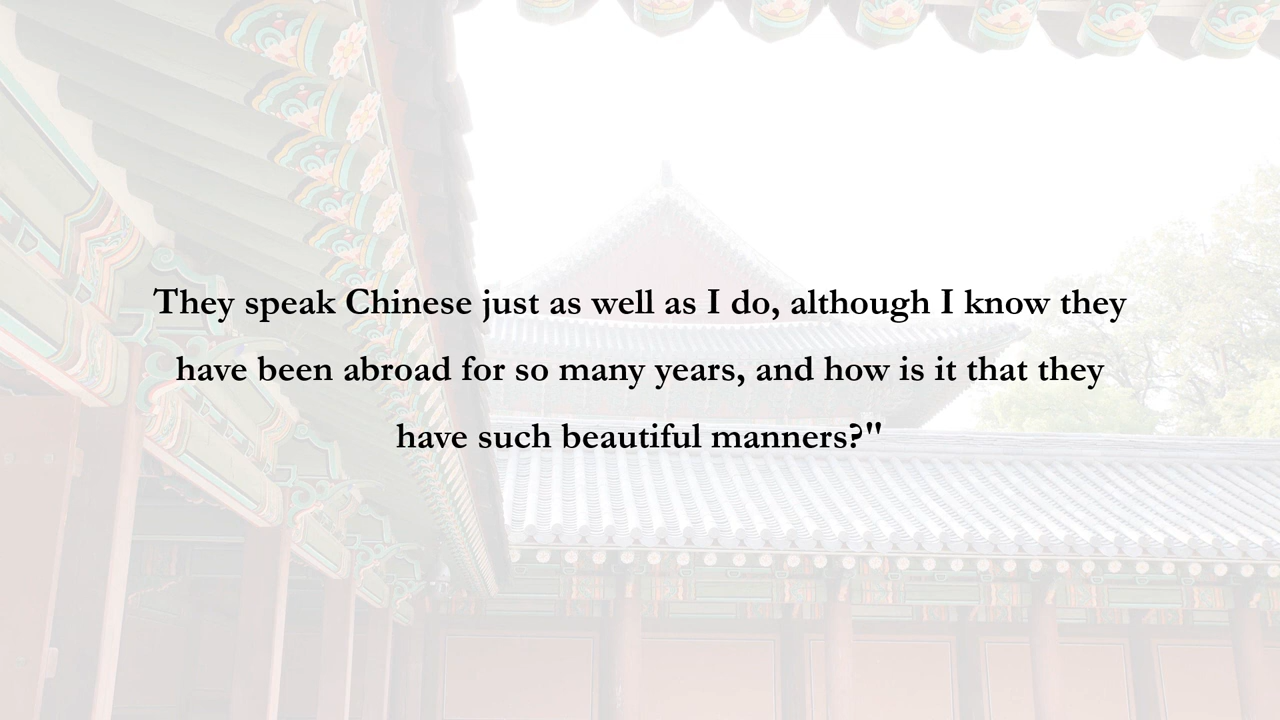 They speak Chinese just as well as I do, although I know they
have been abroad for so many years, and how is it that they
have such beautiful manners?"